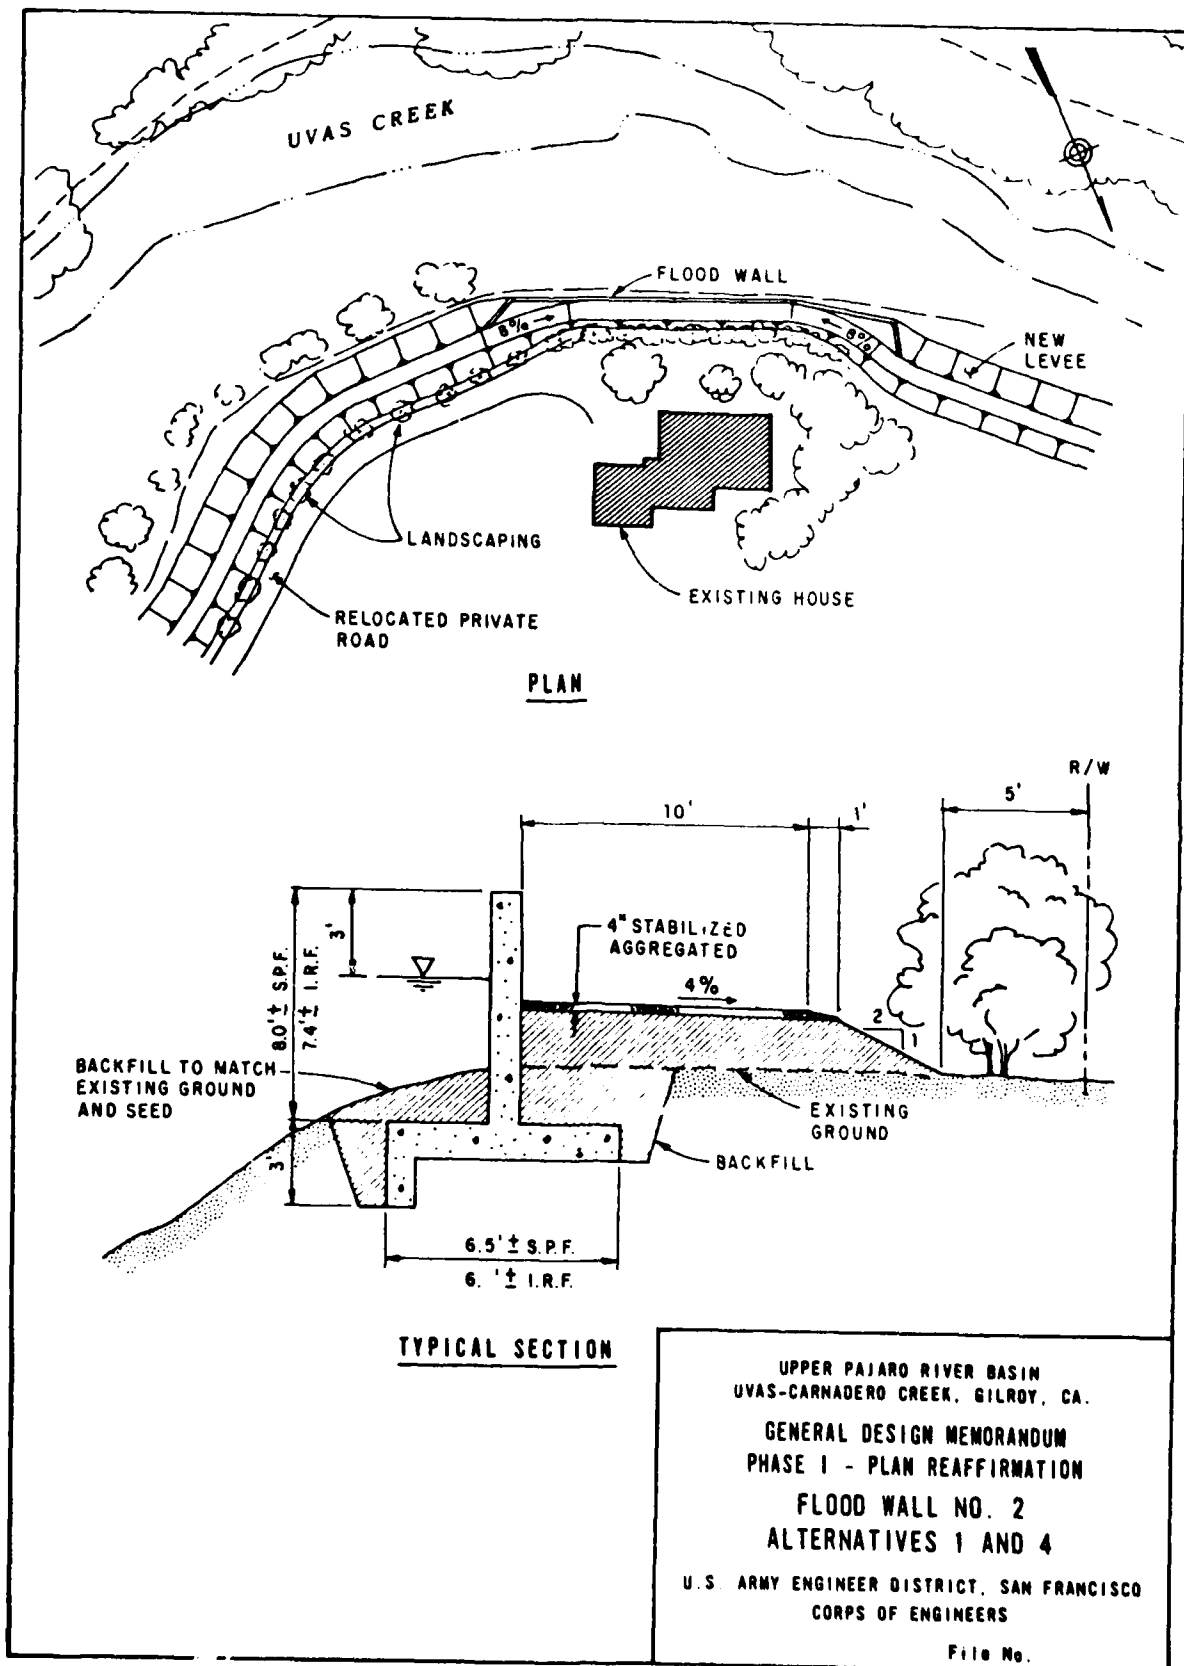 UVAS CREEK
FLOOD WALL
8%
8%
NEW
LEVEE
LANDSCAPING
EXISTING HOUSE
RELOCATED PRIVATE
ROAD
PLAN
R/W
10'
1'
5'
3'
4" STABILIZED
AGGREGATED
4%
2
1
8.0'± S.P.F.
7.4'± I.R.F.
BACKFILL TO MATCH
EXISTING GROUND
AND SEED
EXISTING
GROUND
BACKFILL
3'
6.5'± S.P.F.
6. '± I.R.F.
TYPICAL SECTION
UPPER PAJARO RIVER BASIN
UVAS-CARNADERO CREEK, GILROY, CA.
GENERAL DESIGN MEMORANDUM
PHASE I - PLAN REAFFIRMATION
FLOOD WALL NO. 2
ALTERNATIVES 1 AND 4
U.S. ARMY ENGINEER DISTRICT, SAN FRANCISCO
CORPS OF ENGINEERS
File No.